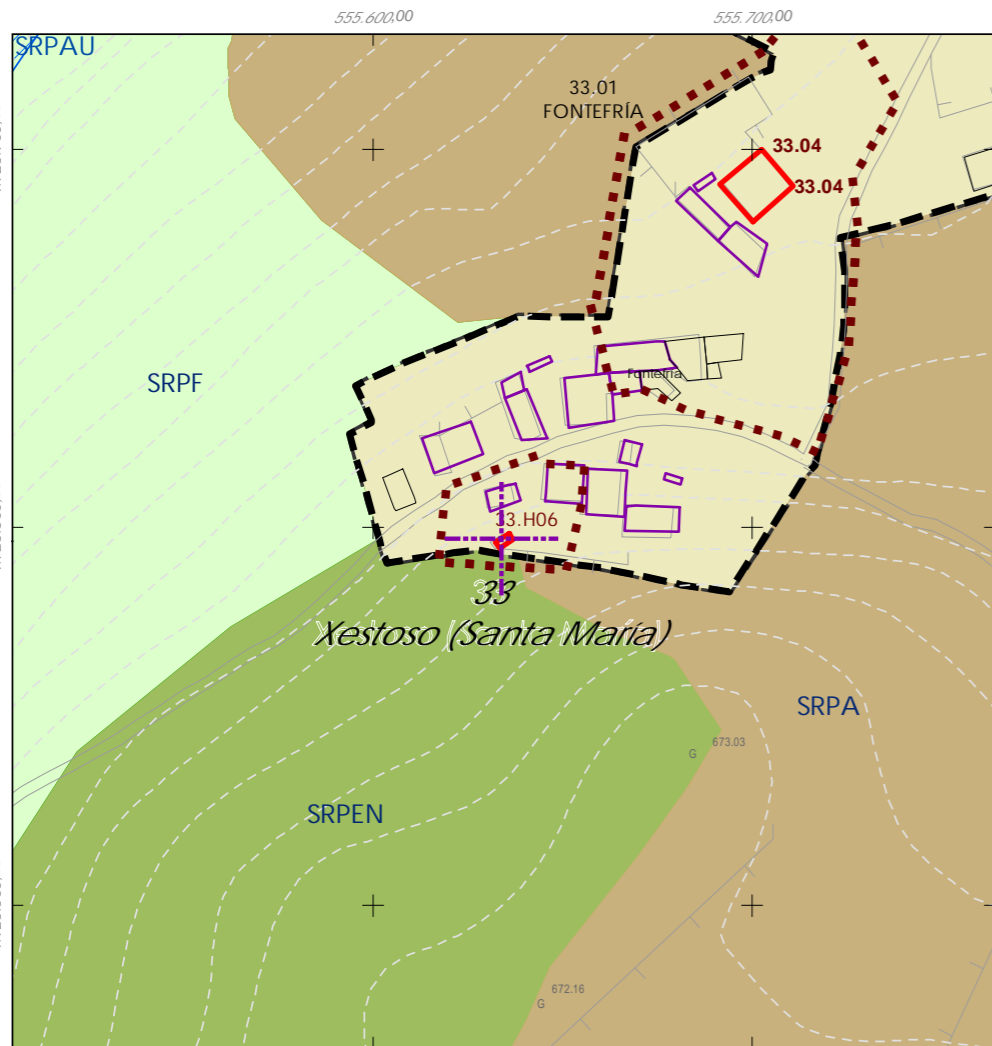 555.600,00
555.700,00
SRPAU
33.01
FONTEFRÍA
33.04
33.04
SRPF
Fontefría
33.H06
33
Xestoso (Santa María)
SRPA
G 673.03
SRPEN
G 672.16